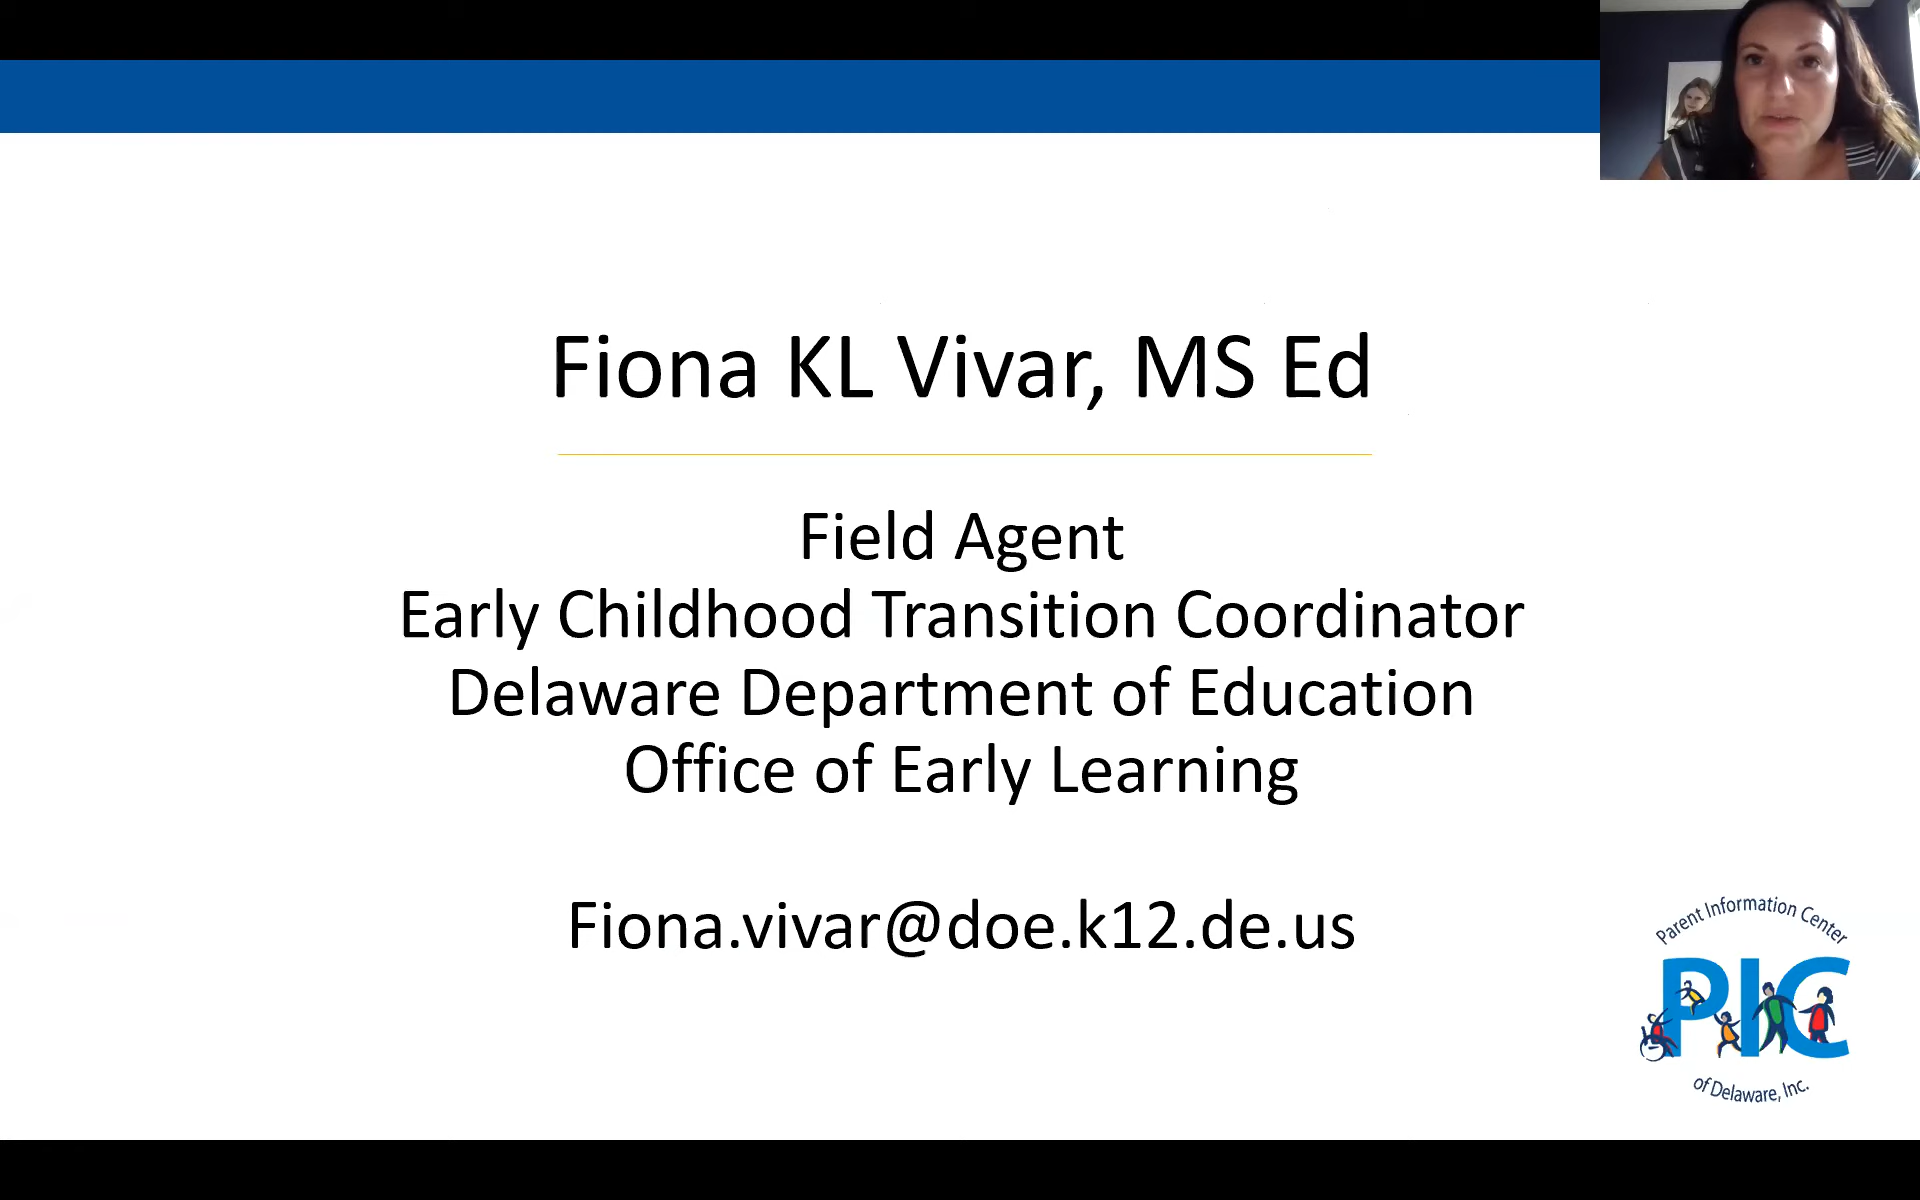 Fiona KL Vivar, MS Ed
Field Agent
Early Childhood Transition Coordinator
Delaware Department of Education
Office of Early Learning
Fiona.vivar@doe.k12.de.us
Parent Information Center
PIC
of Delaware, Inc.